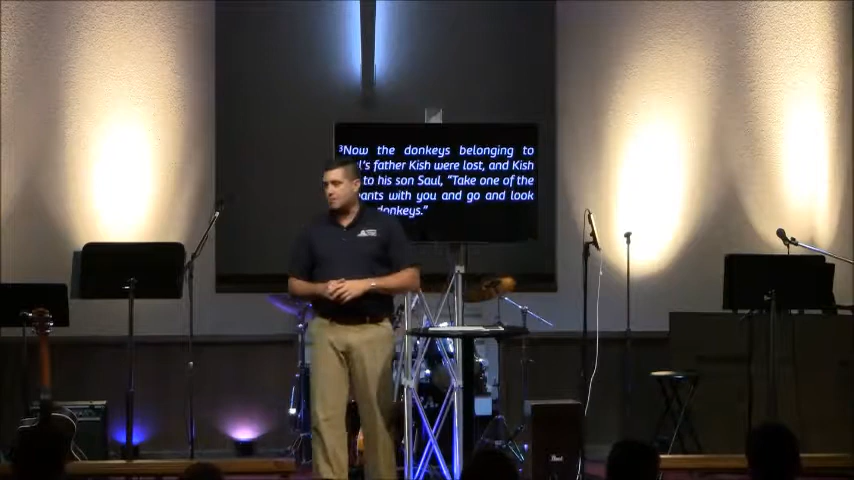 ³Now the donkeys belonging to
father Kish were lost, and Kish
to his son Saul, “Take one of the
with you and go and look
donkeys.”